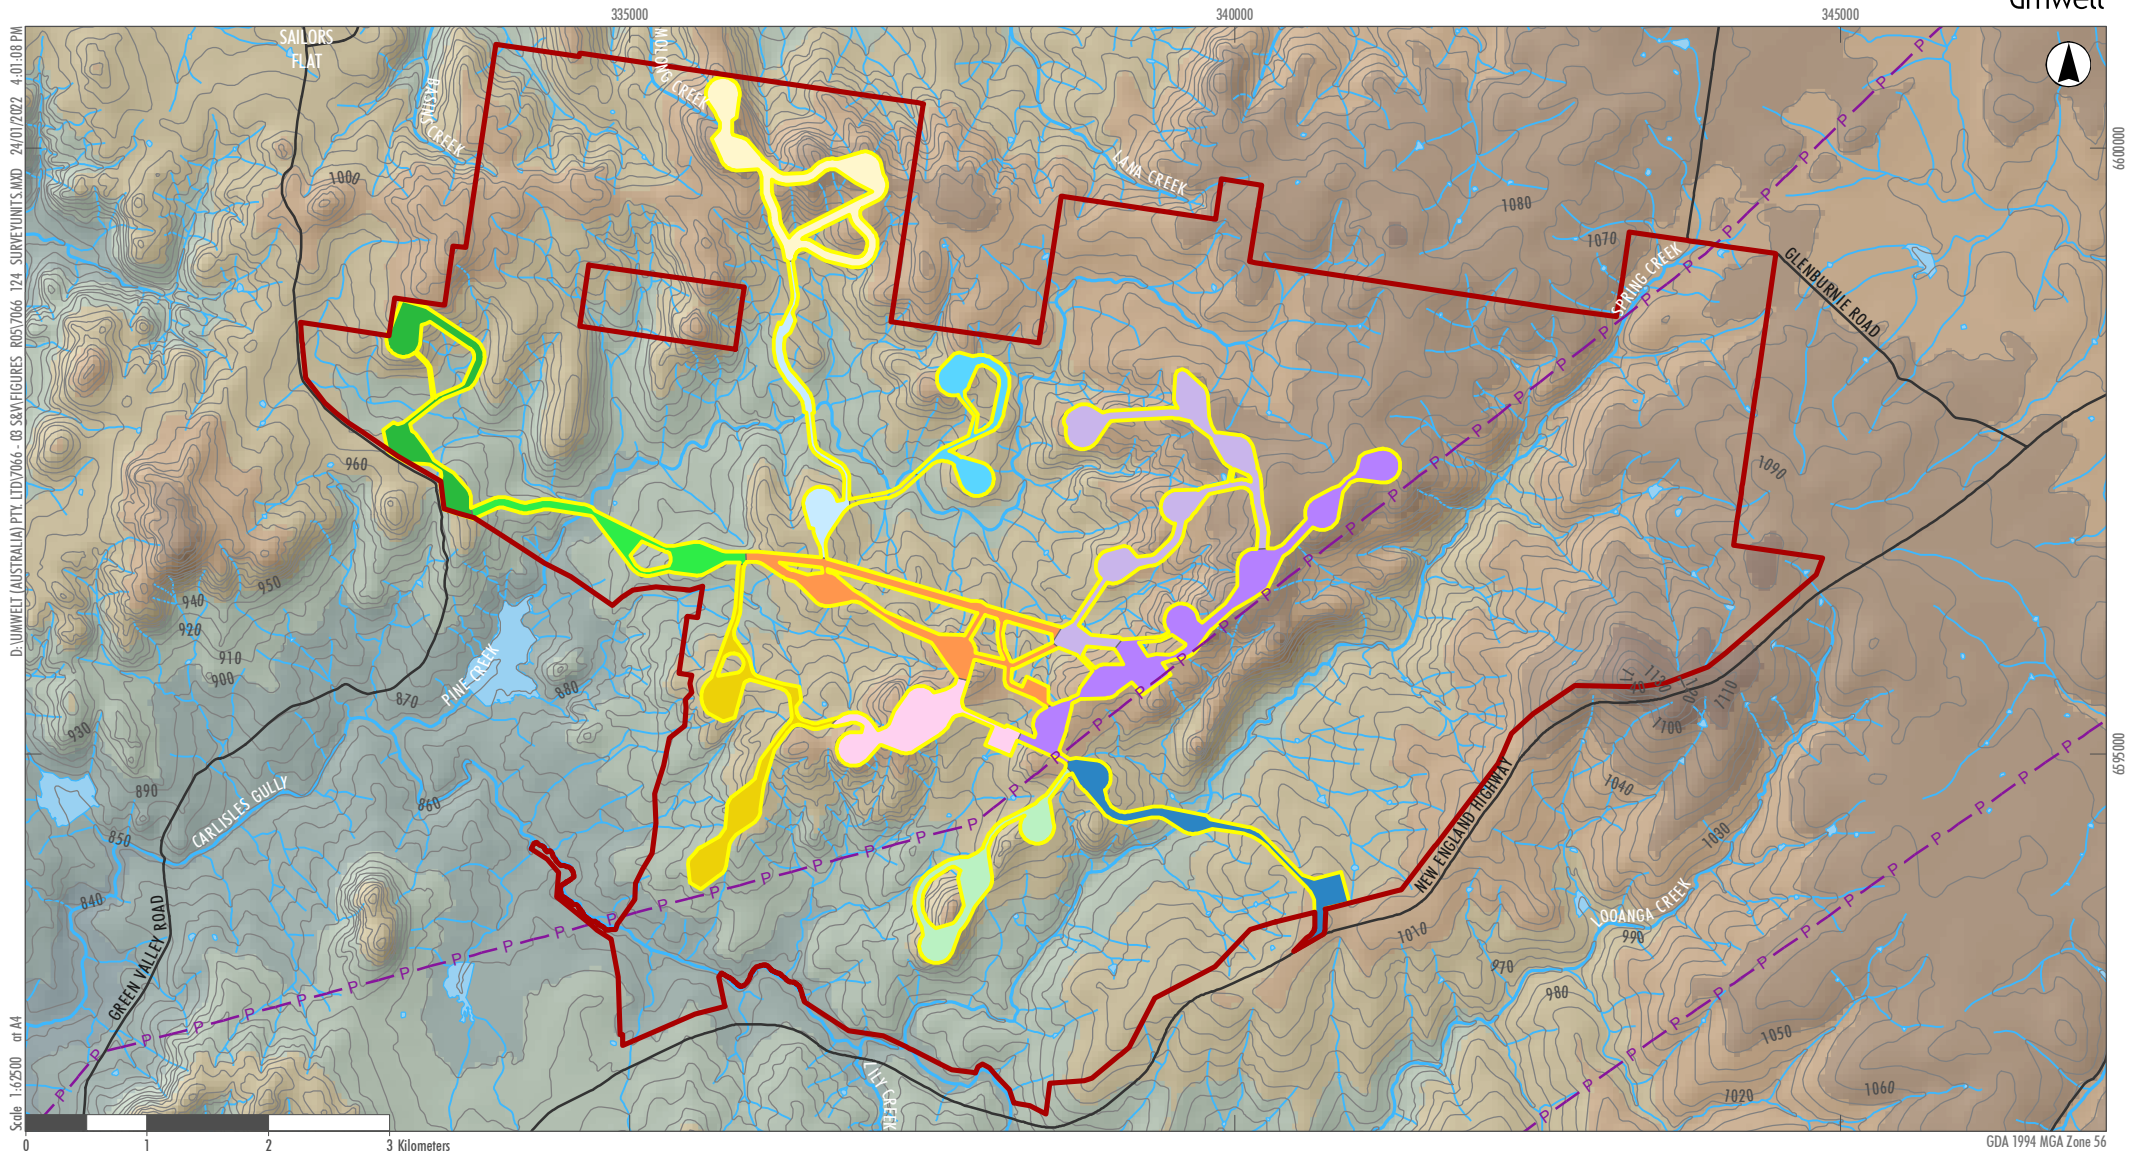 Umwelt
335000
340000
345000
6600000
6595000
D:\UMWELT (AUSTRALIA) PTY. LTD\7066 - 03 S&V\FIGURES R05\7066 124 SURVEYUNITS.MXD 24/01/2022 4:01:08 PM
Scale 1:62500 at A4
SAILORS
FLAT
CREEK
CREEK
LANA CREEK
SPRING CREEK
GLENBURNIE ROAD
1000
1080
1070
960
1090
950
940
920
910
900
930
890
870
880
860
850
840
PINE CREEK
CARLISLES GULLY
GREEN VALLEY ROAD
NEW ENGLAND HIGHWAY
LOOANGA CREEK
LILY CREEK
1110
1100
1040
1030
1010
990
970
980
1050
1020
1060
P P P P P P P P P P P P P P P P P P P P
0 1 2 3 Kilometers
GDA 1994 MGA Zone 56